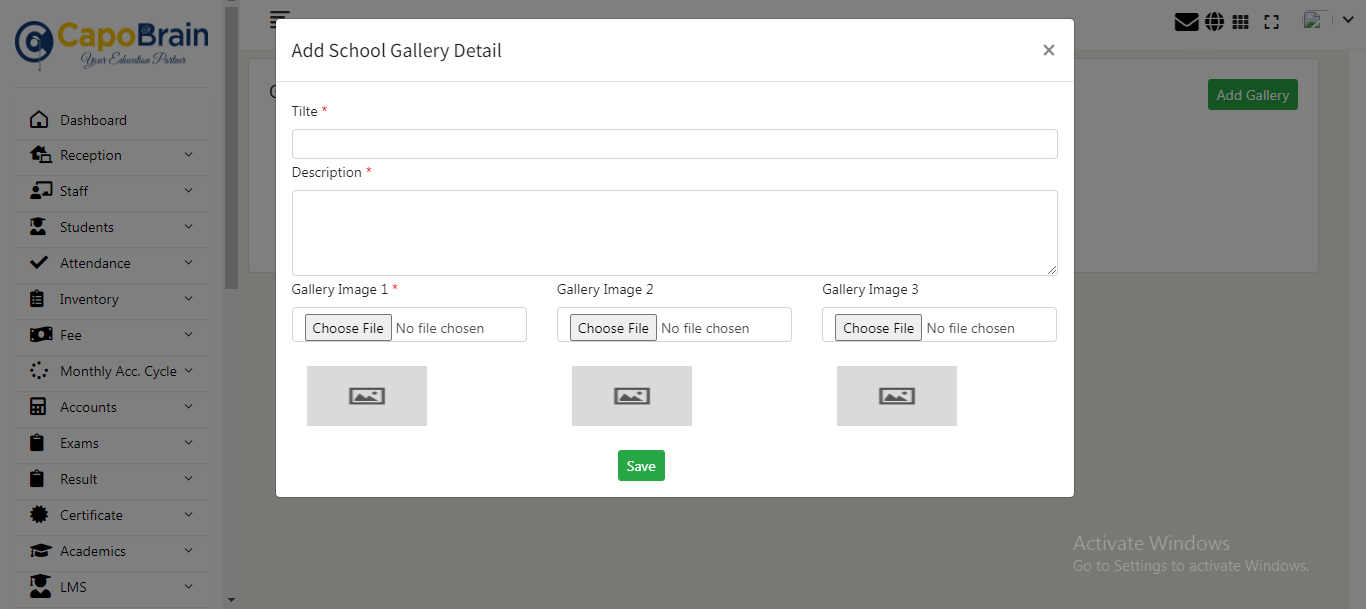 CapoBrain
Your Education Partner
Dashboard
Reception
Staff
Students
Attendance
Inventory
Fee
Monthly Acc. Cycle
Accounts
Exams
Result
Certificate
Academics
LMS
Add Gallery
Add School Gallery Detail
×
Tilte *
Description *
Gallery Image 1 * Gallery Image 2 Gallery Image 3
Choose File No file chosen Choose File No file chosen Choose File No file chosen
Save
Activate Windows
Go to Settings to activate Windows.